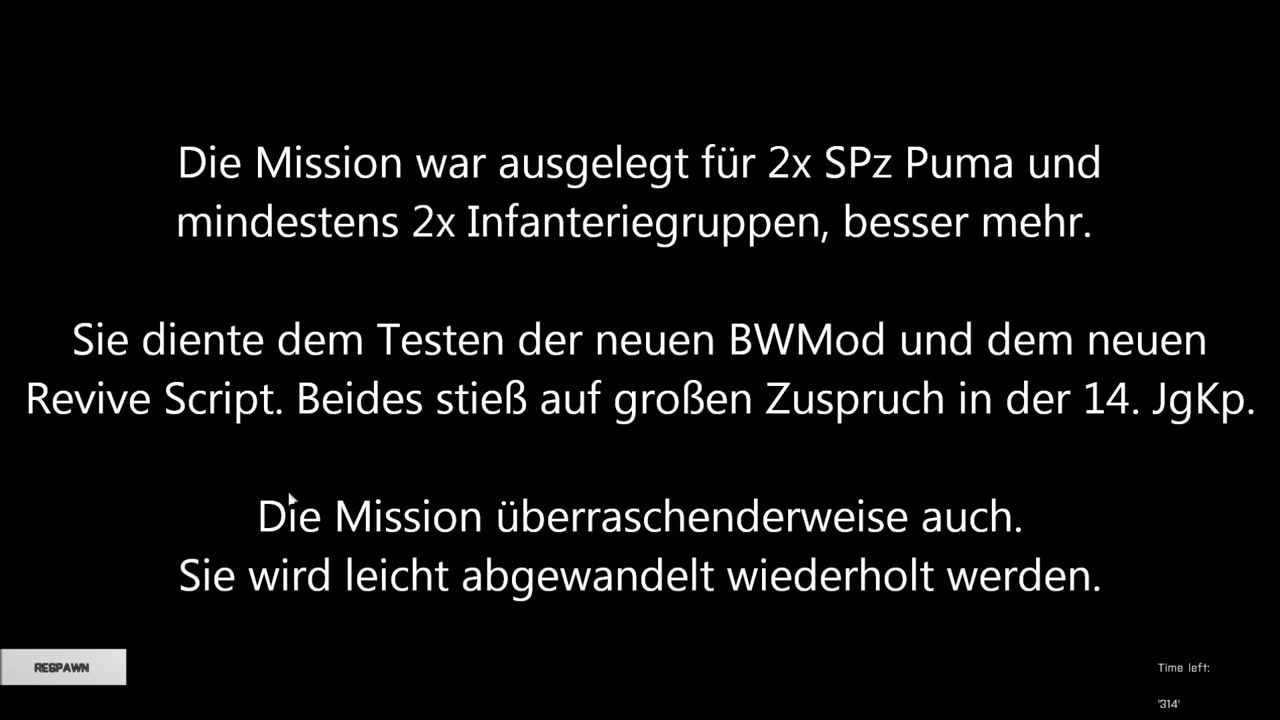 Die Mission war ausgelegt für 2x SPz Puma und
mindestens 2x Infanteriegruppen, besser mehr.
Sie diente dem Testen der neuen BWMod und dem neuen
Revive Script. Beides stieß auf großen Zuspruch in der 14. JgKp.
Die Mission überraschenderweise auch.
Sie wird leicht abgewandelt wiederholt werden.
RESPAWN
Time left:
'314'